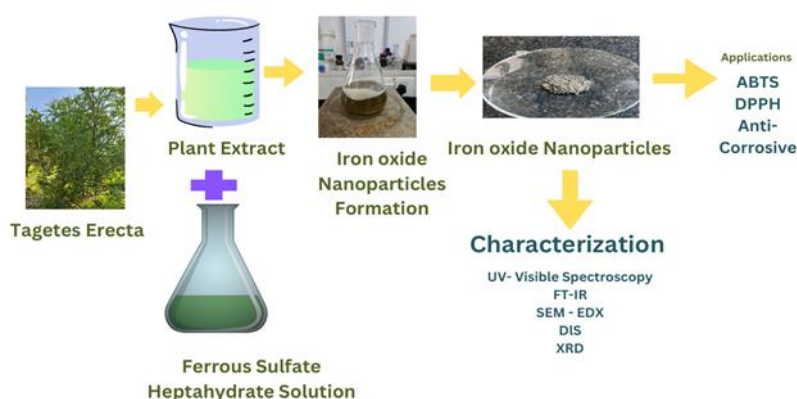 Tagetes Erecta
Plant Extract
Ferrous Sulfate
Heptahydrate Solution
Iron oxide
Nanoparticles
Formation
Iron oxide Nanoparticles
Applications
ABTS
DPPH
Anti-
Corrosive
Characterization
UV- Visible Spectroscopy
FT-IR
SEM - EDX
DlS
XRD